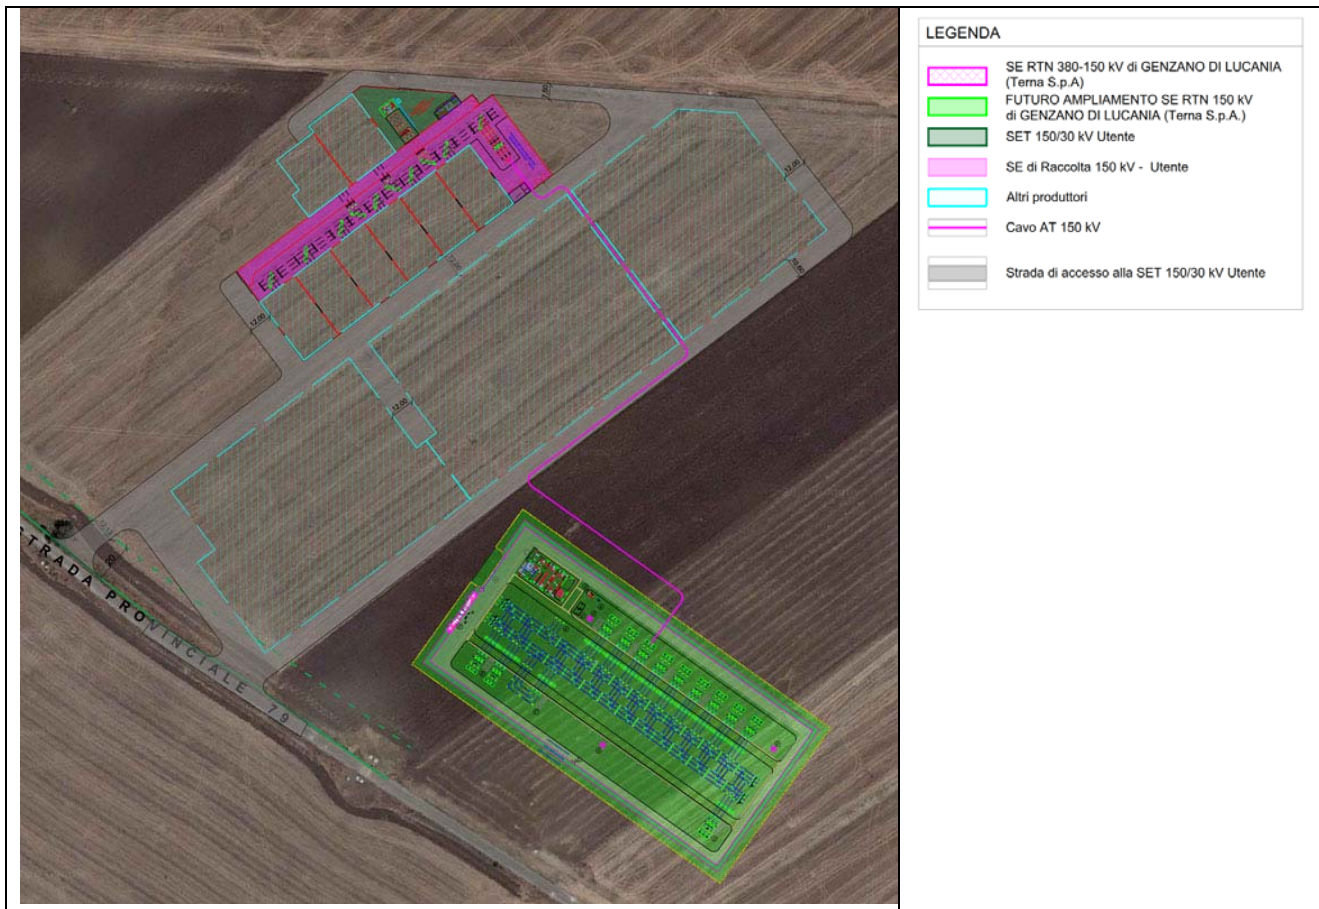 LEGENDA
SE RTN 380-150 kV di GENZANO DI LUCANIA
(Terna S.p.A)
FUTURO AMPLIAMENTO SE RTN 150 kV
di GENZANO DI LUCANIA (Terna S.p.A.)
SET 150/30 kV Utente
SE di Raccolta 150 kV - Utente
Altri produttori
Cavo AT 150 kV
Strada di accesso alla SET 150/30 kV Utente
12.00
12.00
12.00
12.00
STRADA PROVINCIALE 79